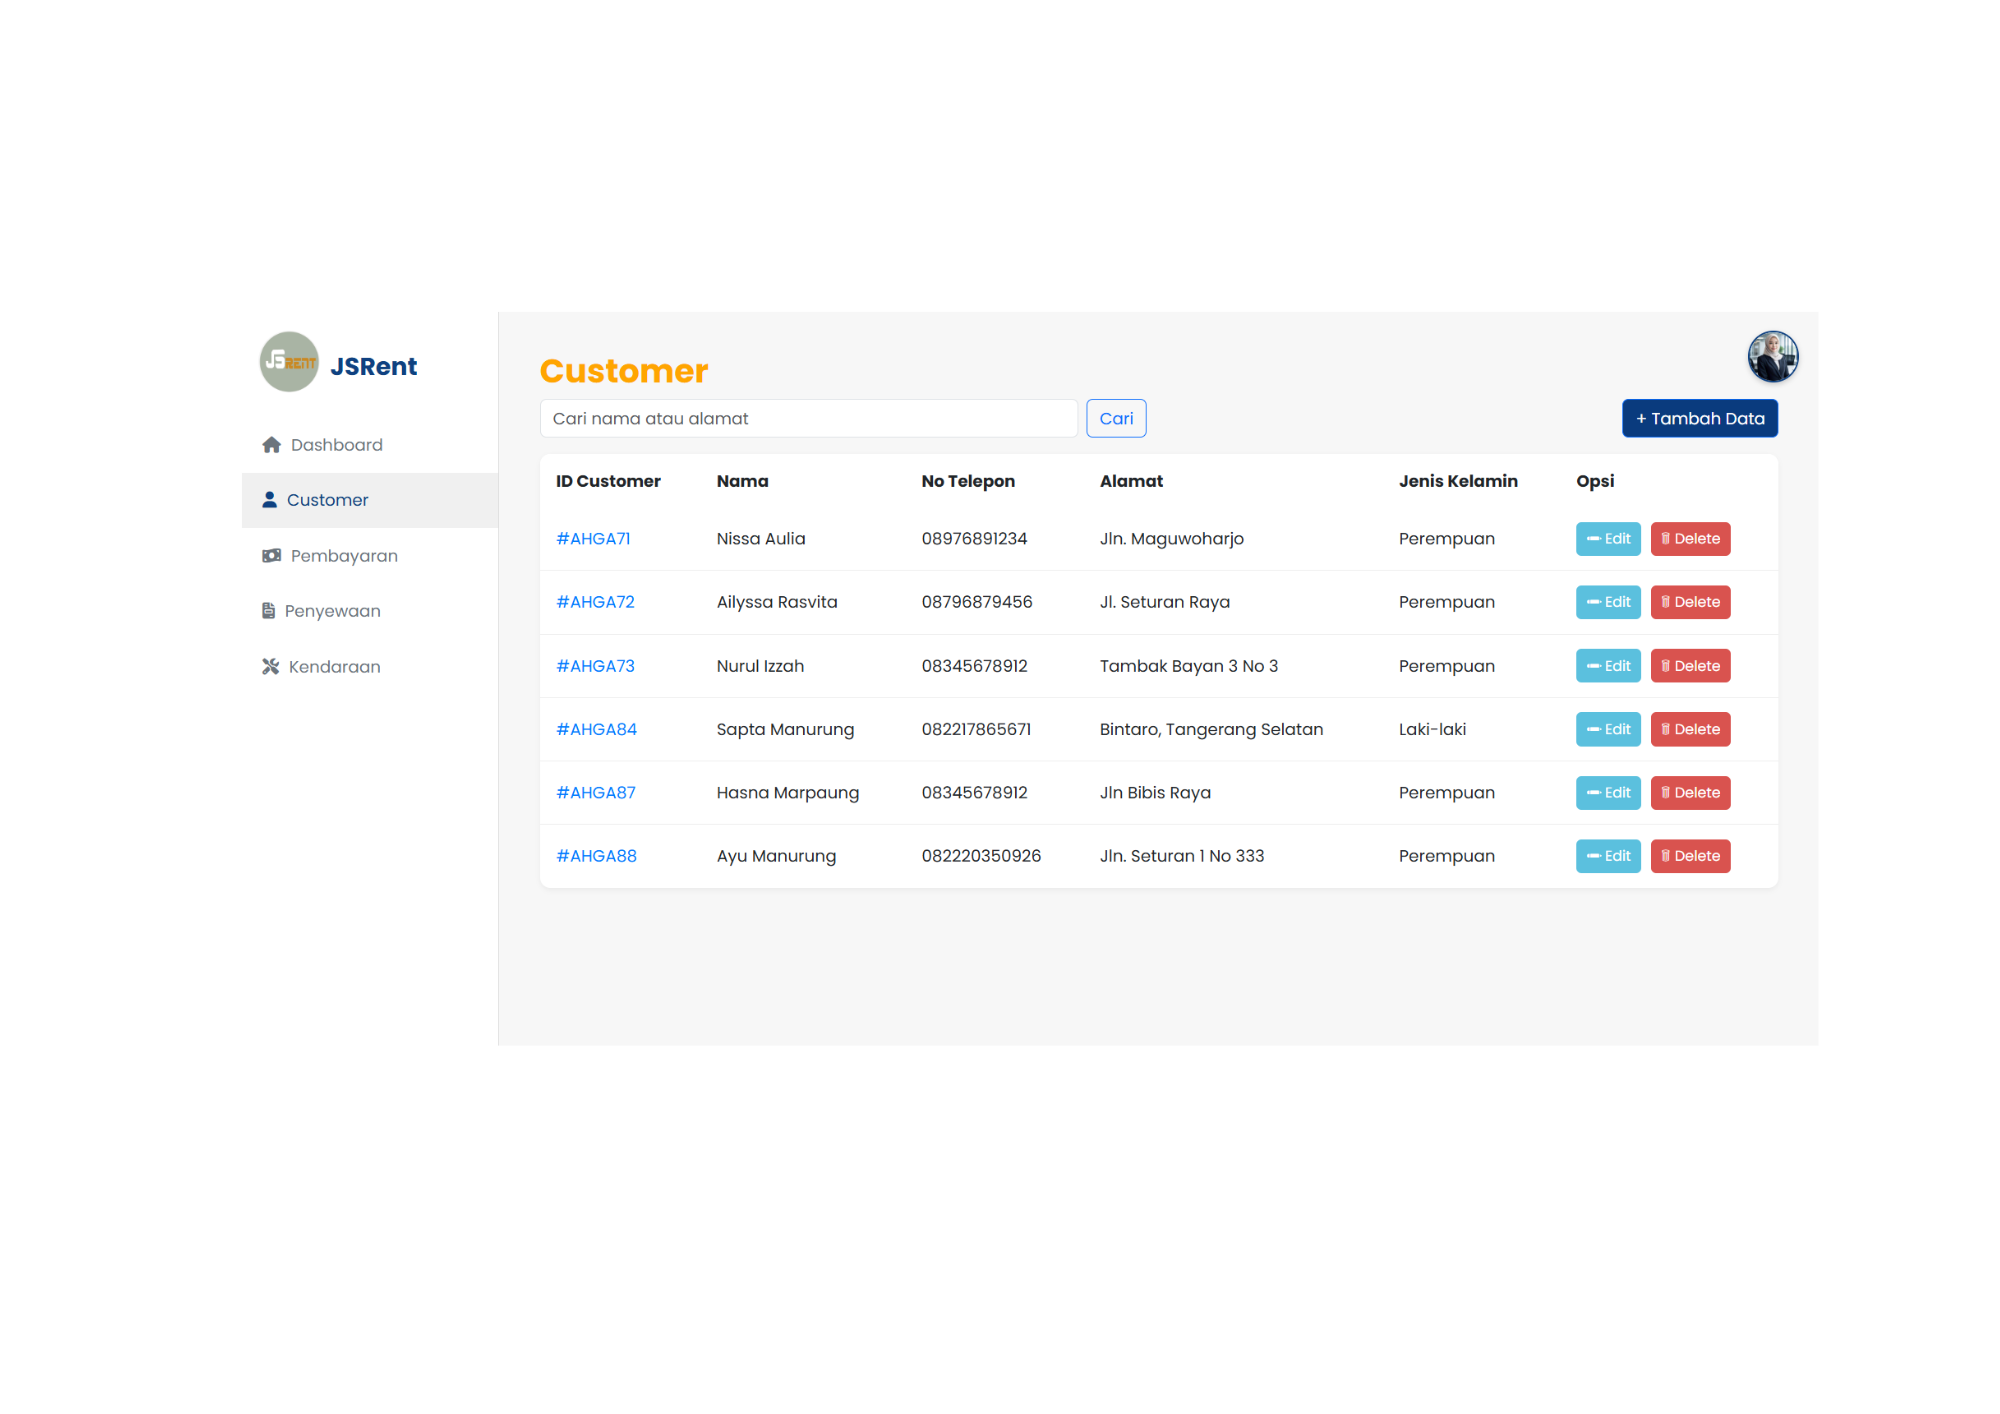 JSRENT JSRent
Dashboard
Customer
Pembayaran
Penyewaan
Kendaraan
Customer
Cari nama atau alamat Cari + Tambah Data
ID Customer Nama No Telepon Alamat Jenis Kelamin Opsi
#AHGA71 Nissa Aulia 08976891234 Jln. Maguwoharjo Perempuan Edit Delete
#AHGA72 Ailyssa Rasvita 08796879456 Jl. Seturan Raya Perempuan Edit Delete
#AHGA73 Nurul Izzah 08345678912 Tambak Bayan 3 No 3 Perempuan Edit Delete
#AHGA84 Sapta Manurung 082217865671 Bintaro, Tangerang Selatan Laki-laki Edit Delete
#AHGA87 Hasna Marpaung 08345678912 Jln Bibis Raya Perempuan Edit Delete
#AHGA88 Ayu Manurung 082220350926 Jln. Seturan 1 No 333 Perempuan Edit Delete